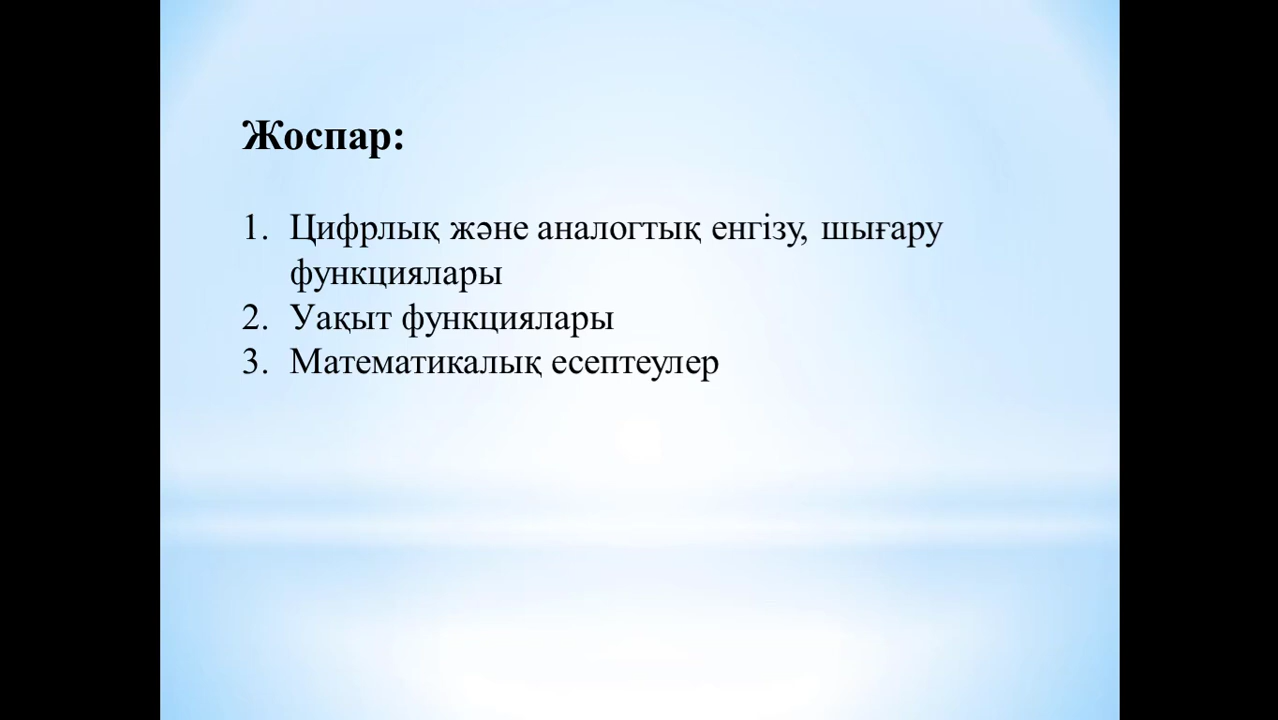 Жоспар:
1. Цифрлық және аналогтық енгізу, шығару
функциялары
2. Уақыт функциялары
3. Математикалық есептеулер